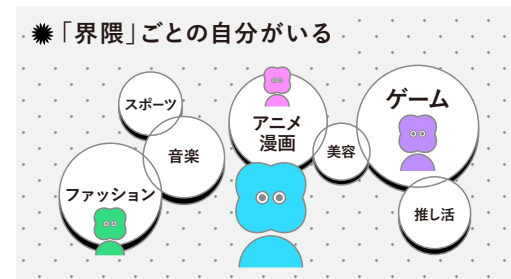 「界隈」ごとの自分がいる
スポーツ
音楽
ファッション
アニメ
漫画
美容
ゲーム
推し活